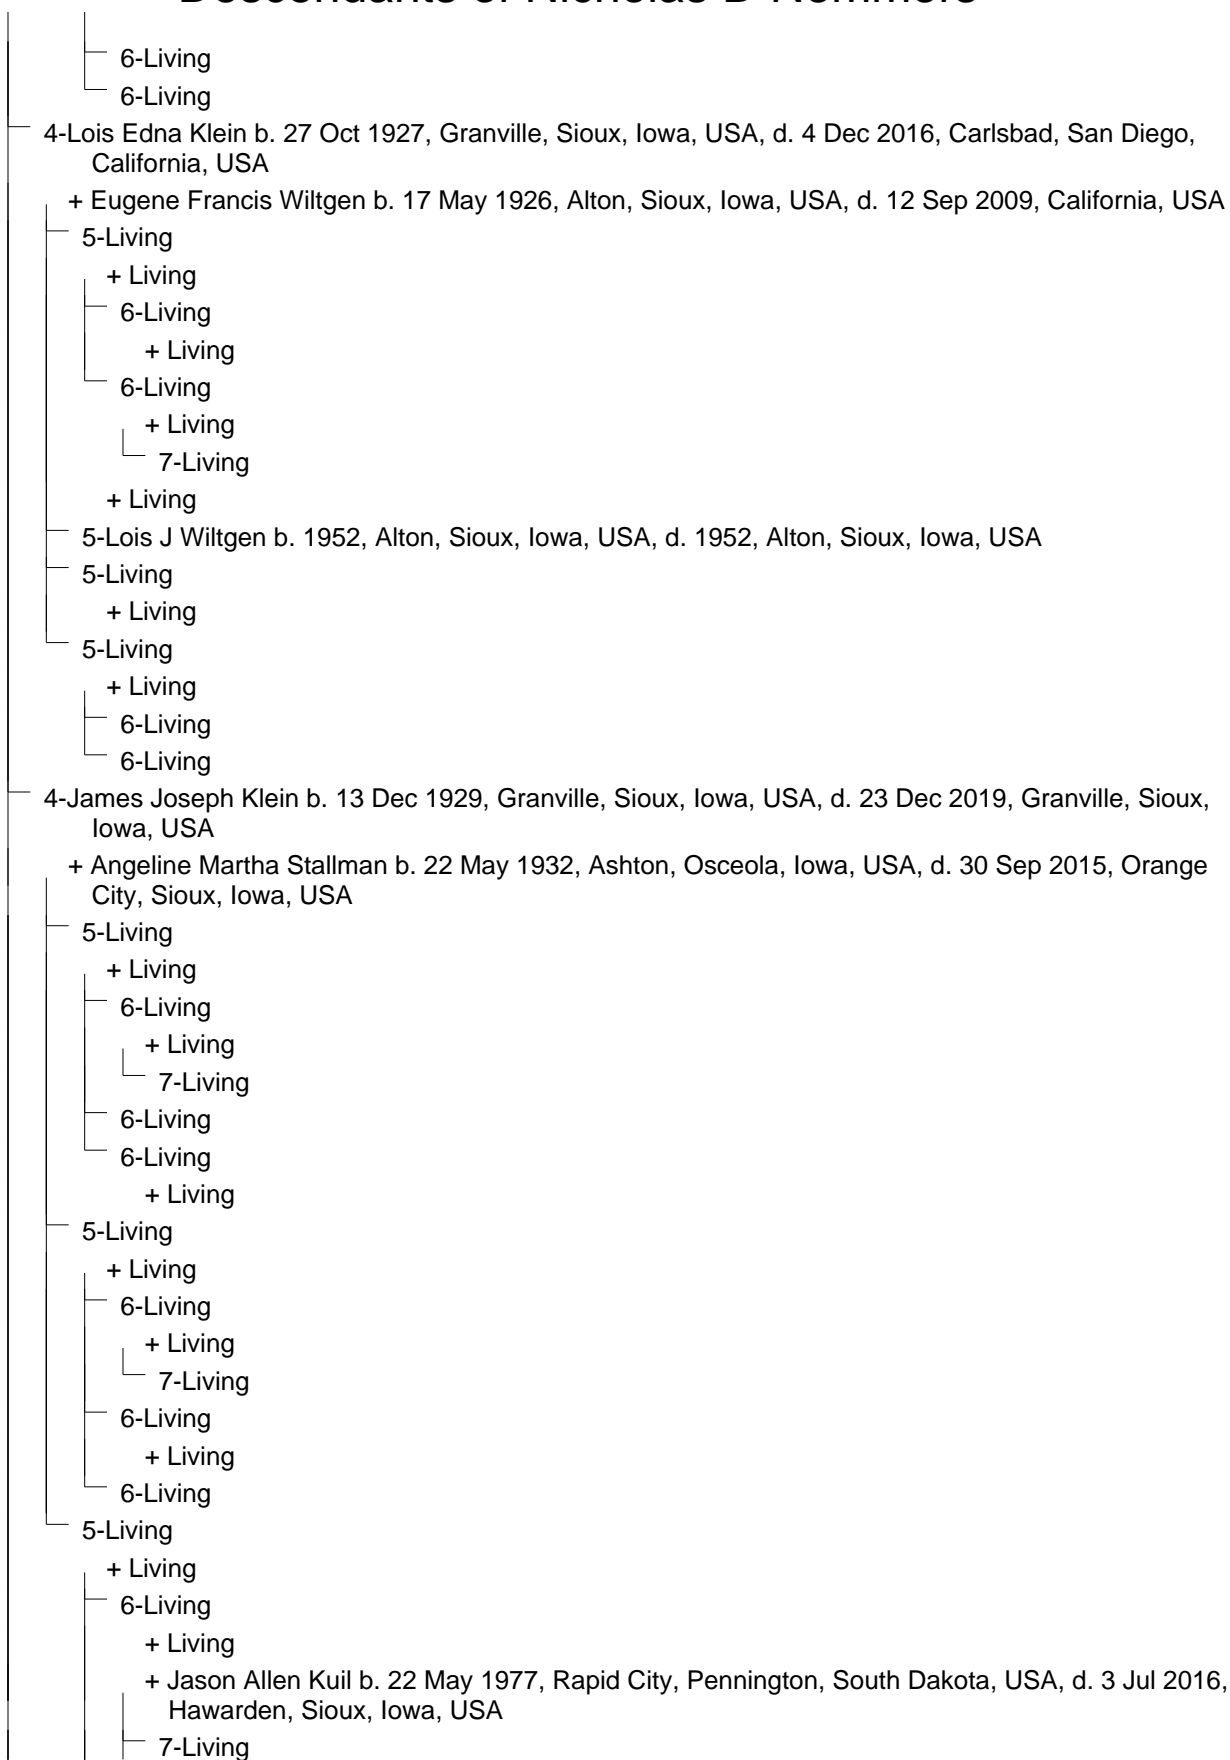 Descendants of Nicholas B Nemmers
6-Living
6-Living
4-Lois Edna Klein b. 27 Oct 1927, Granville, Sioux, Iowa, USA, d. 4 Dec 2016, Carlsbad, San Diego,
California, USA
+ Eugene Francis Wiltgen b. 17 May 1926, Alton, Sioux, Iowa, USA, d. 12 Sep 2009, California, USA
5-Living
+ Living
6-Living
+ Living
6-Living
+ Living
7-Living
+ Living
5-Lois J Wiltgen b. 1952, Alton, Sioux, Iowa, USA, d. 1952, Alton, Sioux, Iowa, USA
5-Living
+ Living
5-Living
+ Living
6-Living
6-Living
4-James Joseph Klein b. 13 Dec 1929, Granville, Sioux, Iowa, USA, d. 23 Dec 2019, Granville, Sioux,
Iowa, USA
+ Angeline Martha Stallman b. 22 May 1932, Ashton, Osceola, Iowa, USA, d. 30 Sep 2015, Orange
City, Sioux, Iowa, USA
5-Living
+ Living
6-Living
+ Living
7-Living
6-Living
6-Living
+ Living
5-Living
+ Living
6-Living
+ Living
7-Living
6-Living
+ Living
6-Living
5-Living
+ Living
6-Living
+ Living
+ Jason Allen Kuil b. 22 May 1977, Rapid City, Pennington, South Dakota, USA, d. 3 Jul 2016,
Hawarden, Sioux, Iowa, USA
7-Living